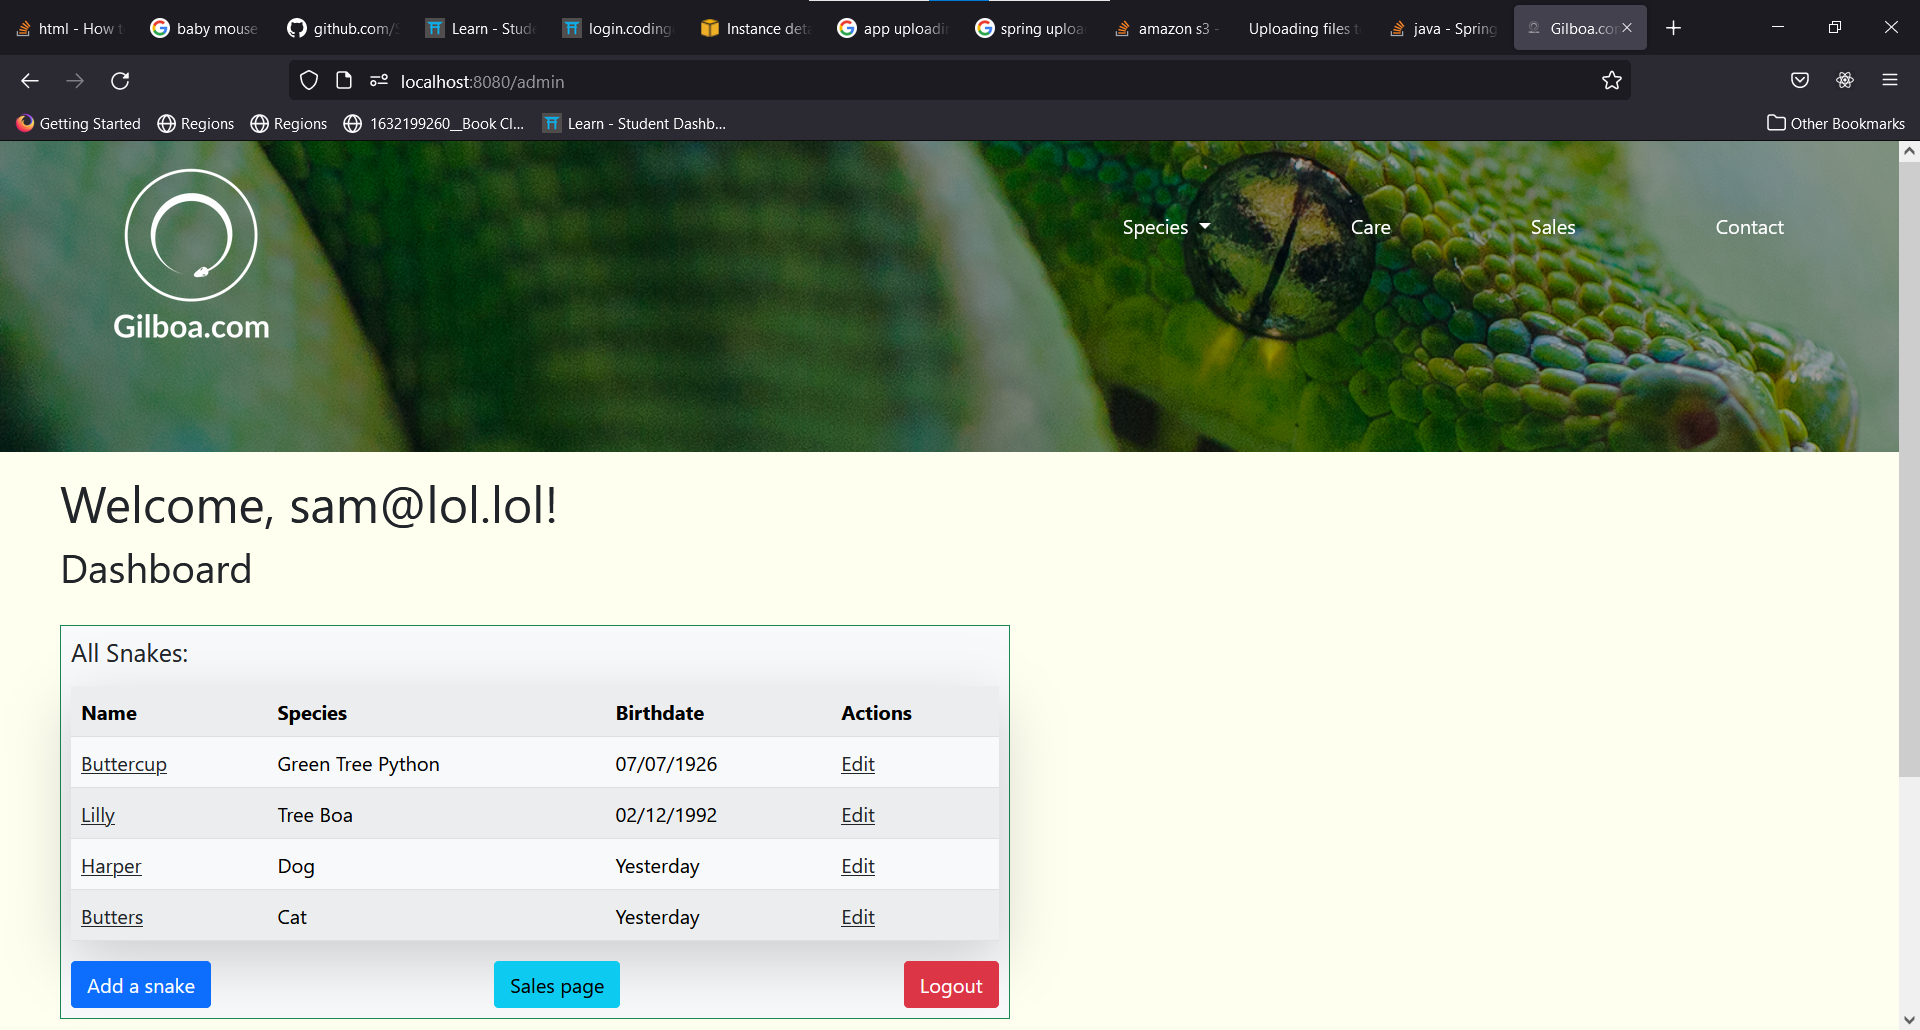 html - How t
baby mouse
github.com/S
Learn - Stude
login.coding
Instance deta
app uploadin
spring upload
amazon s3 -
Uploading files t
java - Spring
Gilboa.com
localhost:8080/admin
Getting Started
Regions
Regions
1632199260__Book Cl...
Learn - Student Dashb...
Other Bookmarks
Gilboa.com
Species
Care
Sales
Contact
Welcome, sam@lol.lol!
Dashboard
All Snakes:
Name Species Birthdate Actions
Buttercup Green Tree Python 07/07/1926 Edit
Lilly Tree Boa 02/12/1992 Edit
Harper Dog Yesterday Edit
Butters Cat Yesterday Edit
Add a snake
Sales page
Logout